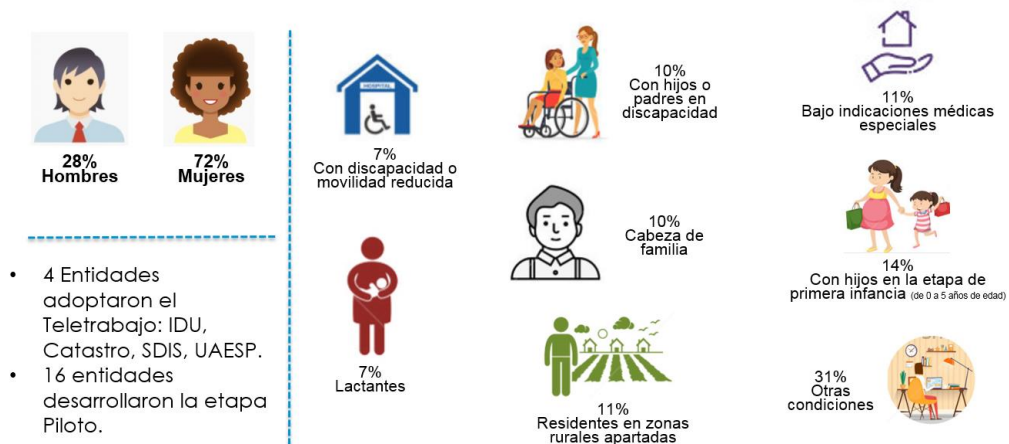 28%
Hombres
72%
Mujeres
• 4 Entidades
adoptaron el
Teletrabajo: IDU,
Catastro, SDIS, UAESP.
• 16 entidades
desarrollaron la etapa
Piloto.
HOSPITAL
7%
Con discapacidad o
movilidad reducida
7%
Lactantes
10%
Con hijos o
padres en
discapacidad
10%
Cabeza de
familia
11%
Residentes en zonas
rurales apartadas
11%
Bajo indicaciones médicas
especiales
14%
Con hijos en la etapa de
primera infancia (de 0 a 5 años de edad)
31%
Otras
condiciones